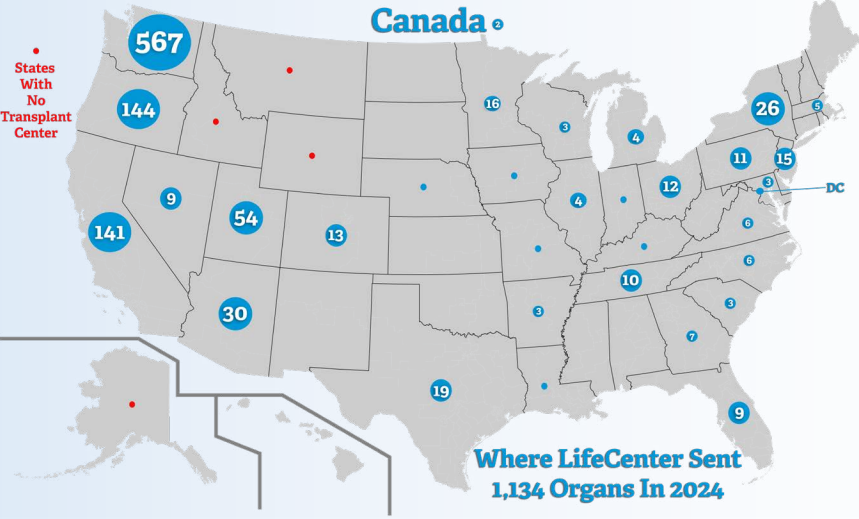 Canada 2
States
With
No
Transplant
Center
567
144
141
9
54
13
30
19
16
3
4
4
12
10
3
26
5
11
15
3
DC
6
6
3
7
9
Where LifeCenter Sent
1,134 Organs In 2024